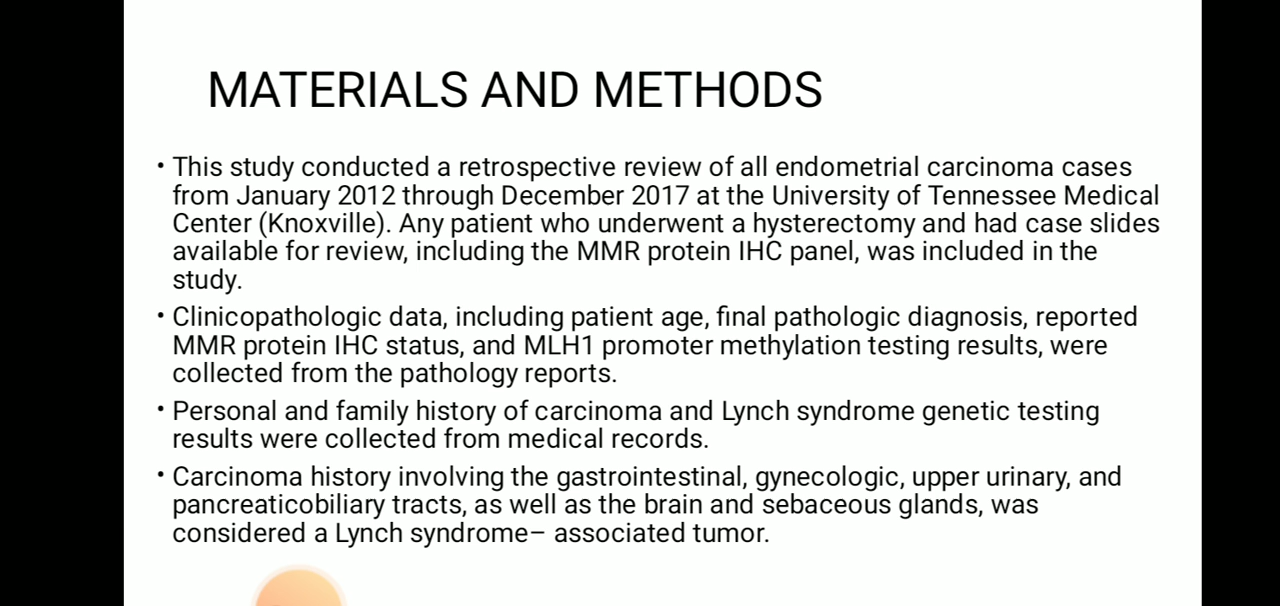 MATERIALS AND METHODS
• This study conducted a retrospective review of all endometrial carcinoma cases
from January 2012 through December 2017 at the University of Tennessee Medical
Center (Knoxville). Any patient who underwent a hysterectomy and had case slides
available for review, including the MMR protein IHC panel, was included in the
study.
• Clinicopathologic data, including patient age, final pathologic diagnosis, reported
MMR protein IHC status, and MLH1 promoter methylation testing results, were
collected from the pathology reports.
• Personal and family history of carcinoma and Lynch syndrome genetic testing
results were collected from medical records.
• Carcinoma history involving the gastrointestinal, gynecologic, upper urinary, and
pancreaticobiliary tracts, as well as the brain and sebaceous glands, was
considered a Lynch syndrome– associated tumor.